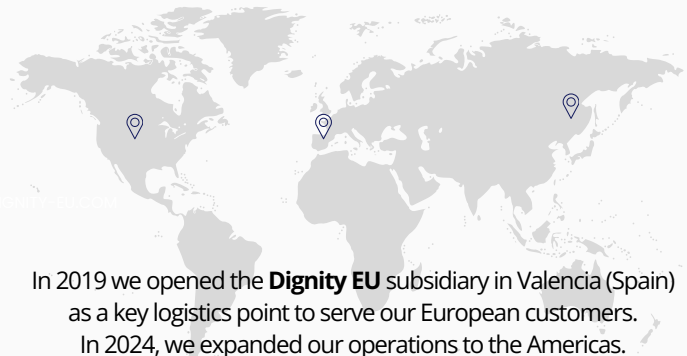 In 2019 we opened the Dignity EU subsidiary in Valencia (Spain)
as a key logistics point to serve our European customers.
In 2024, we expanded our operations to the Americas.